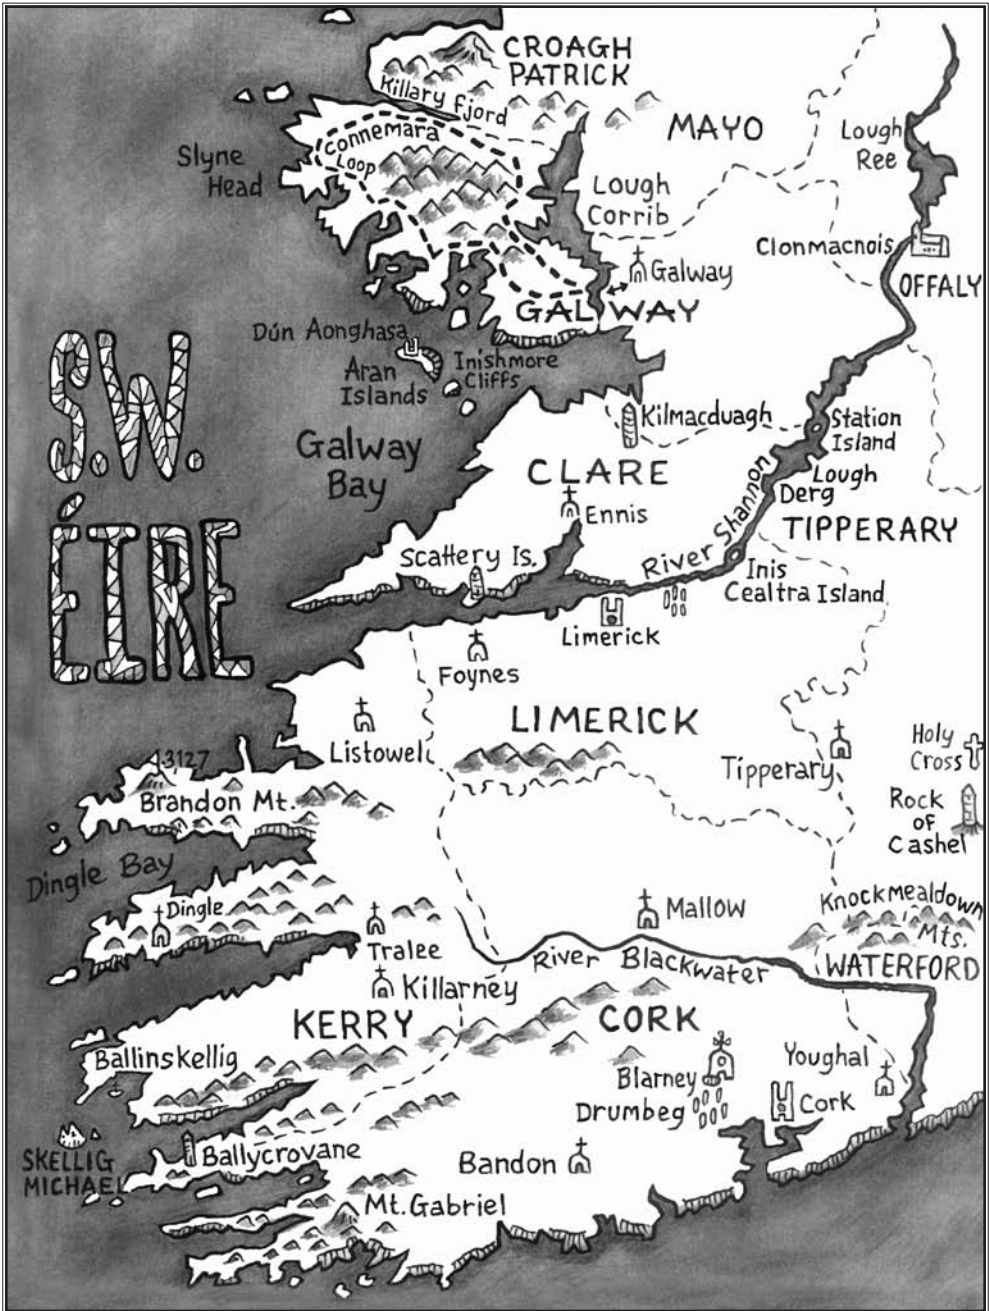 CROAGH
PATRICK
Killary Fjord
MAYO
Connemara
Loop
Slyne
Head
Lough
Ree
Lough
Corrib
Clonmacnois
Galway
OFFALY
GALWAY
Dún Aonghasa
Aran
Islands
Inishmore
Cliffs
S.W.
ÉIRE
Galway
Bay
Kilmacduagh
Station
Island
CLARE
Lough
Derg
River Shannon
Ennis
TIPPERARY
Scattery Is.
Inis
Cealtra Island
Limerick
Foynes
LIMERICK
Listowel
Tipperary
Holy
Cross
3127
Brandon Mt.
Rock
of
Cashel
Dingle Bay
Dingle
Mallow
Knockmealdown
Mts.
Tralee
River Blackwater
WATERFORD
Killarney
KERRY
CORK
Ballinskellig
Youghal
Blarney
Drumbeg
Cork
SKELLIG
MICHAEL
Ballycrovane
Bandon
Mt. Gabriel